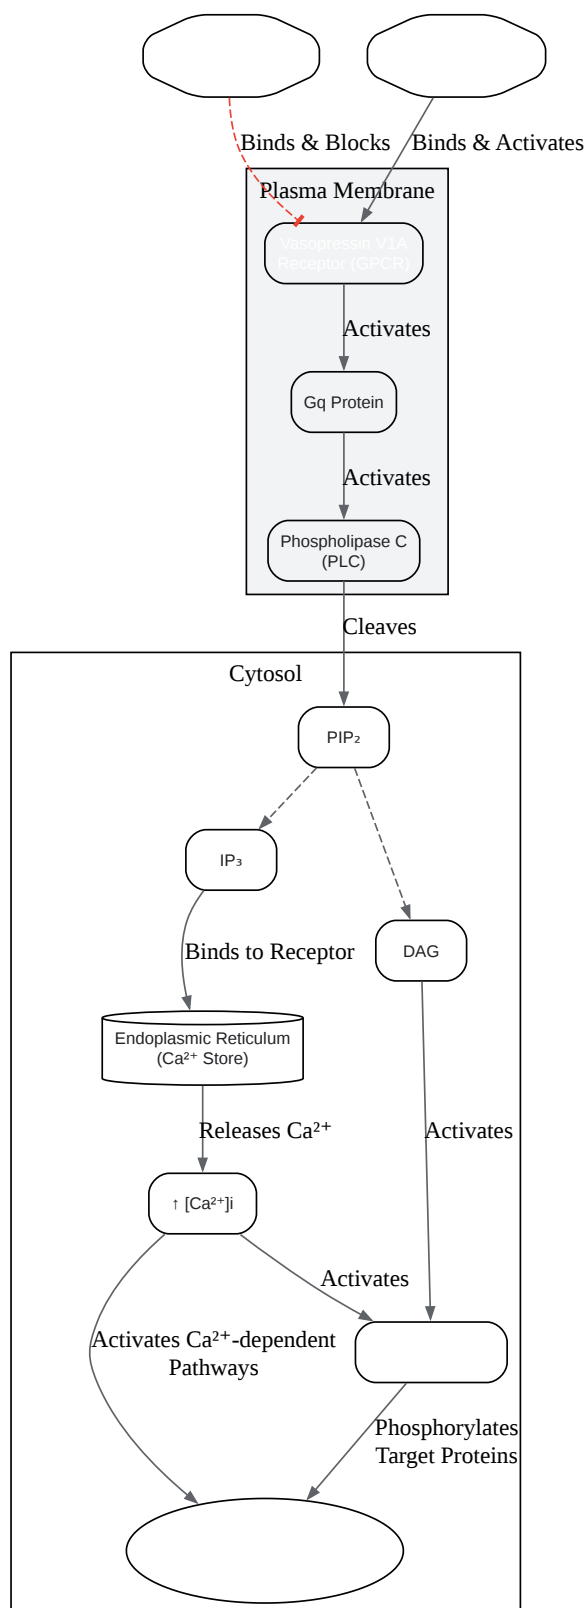 Binds & Blocks
Binds & Activates
Plasma Membrane
Vasopressin V1A
Receptor (GPCR)
Activates
Gq Protein
Activates
Phospholipase C
(PLC)
Cleaves
Cytosol
PIP₂
IP₃
DAG
Binds to Receptor
Endoplasmic Reticulum
(Ca²⁺ Store)
Releases Ca²⁺
Activates
↑ [Ca²⁺]i
Activates
Activates Ca²⁺-dependent
Pathways
Phosphorylates
Target Proteins